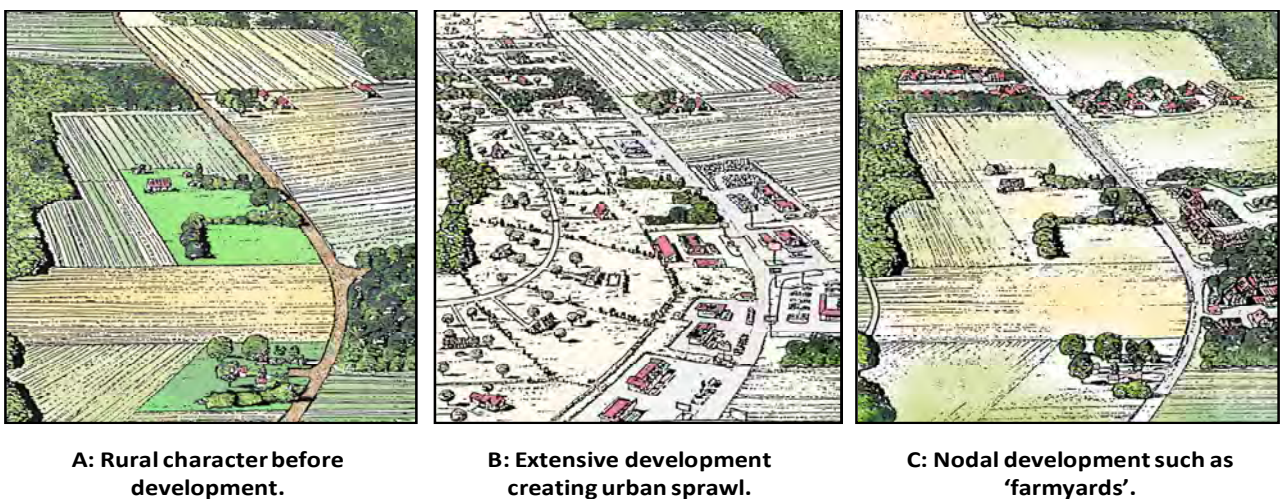 A: Rural character before
development.
B: Extensive development
creating urban sprawl.
C: Nodal development such as
‘farmyards’.